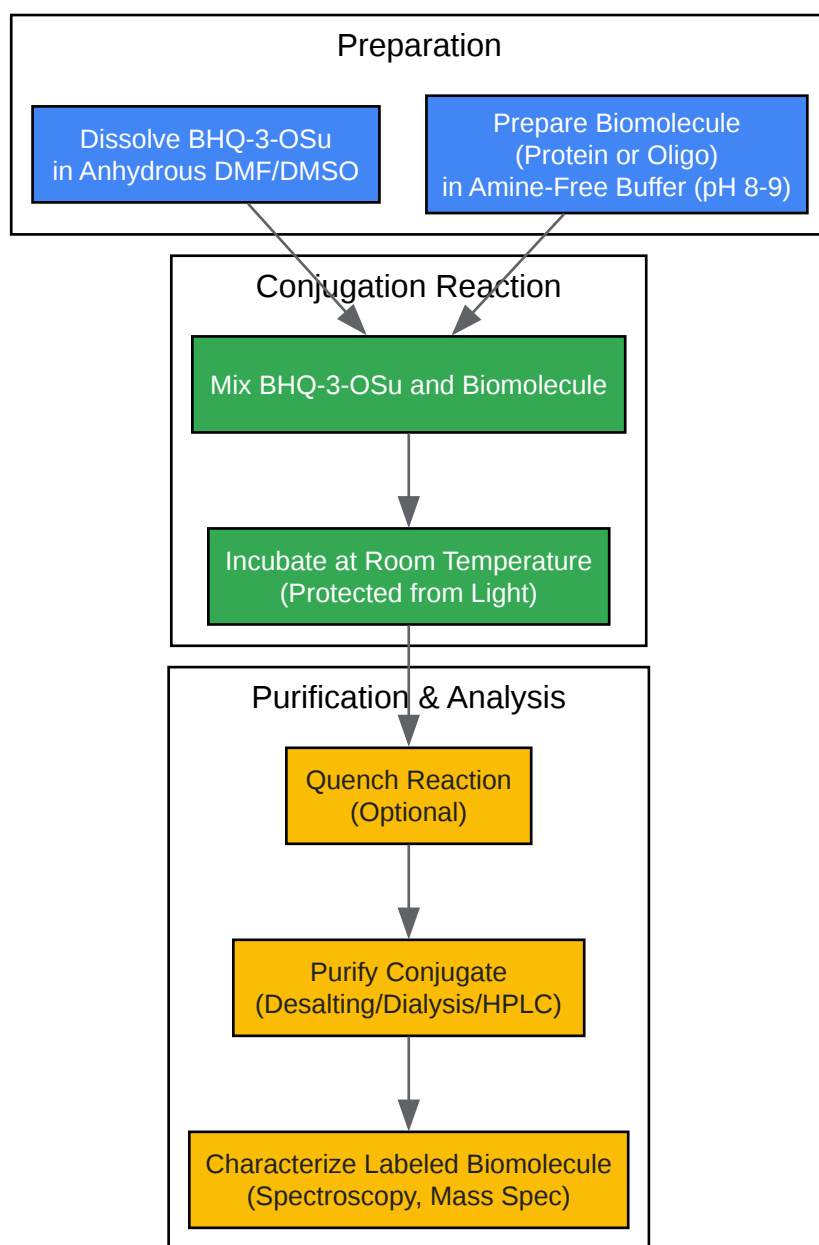 Preparation
Dissolve BHQ-3-OSu
in Anhydrous DMF/DMSO
Prepare Biomolecule
(Protein or Oligo)
in Amine-Free Buffer (pH 8-9)
Conjugation Reaction
Mix BHQ-3-OSu and Biomolecule
Incubate at Room Temperature
(Protected from Light)
Purification & Analysis
Quench Reaction
(Optional)
Purify Conjugate
(Desalting/Dialysis/HPLC)
Characterize Labeled Biomolecule
(Spectroscopy, Mass Spec)